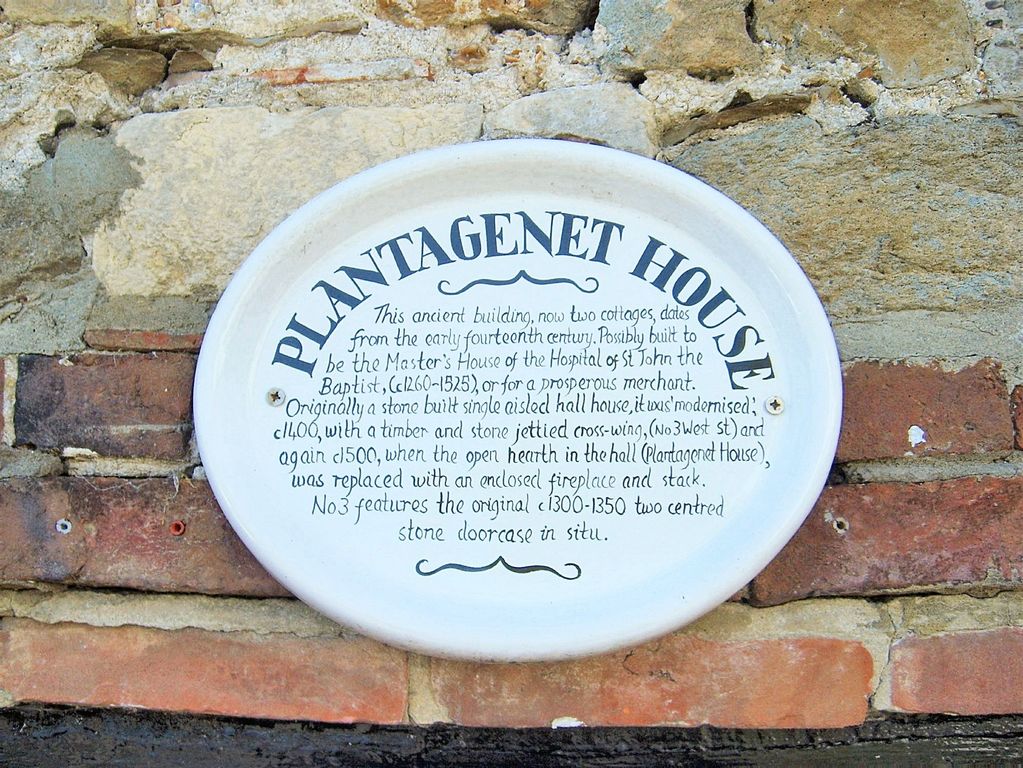 PLANTAGENET HOUSE
This ancient building, now two cottages, dates
from the early fourteenth century. Possibly built to
be the Master's House of the Hospital of St John the
Baptist, (c1260-1325), or for a prosperous merchant.
Originally a stone built single aisled hall house, it was 'modernised',
c1400, with a timber and stone jettied cross-wing, (No3 West St) and
again c1500, when the open hearth in the hall (Plantagenet House),
was replaced with an enclosed fireplace and stack.
No3 features the original c1300-1350 two centred
stone doorcase in situ.